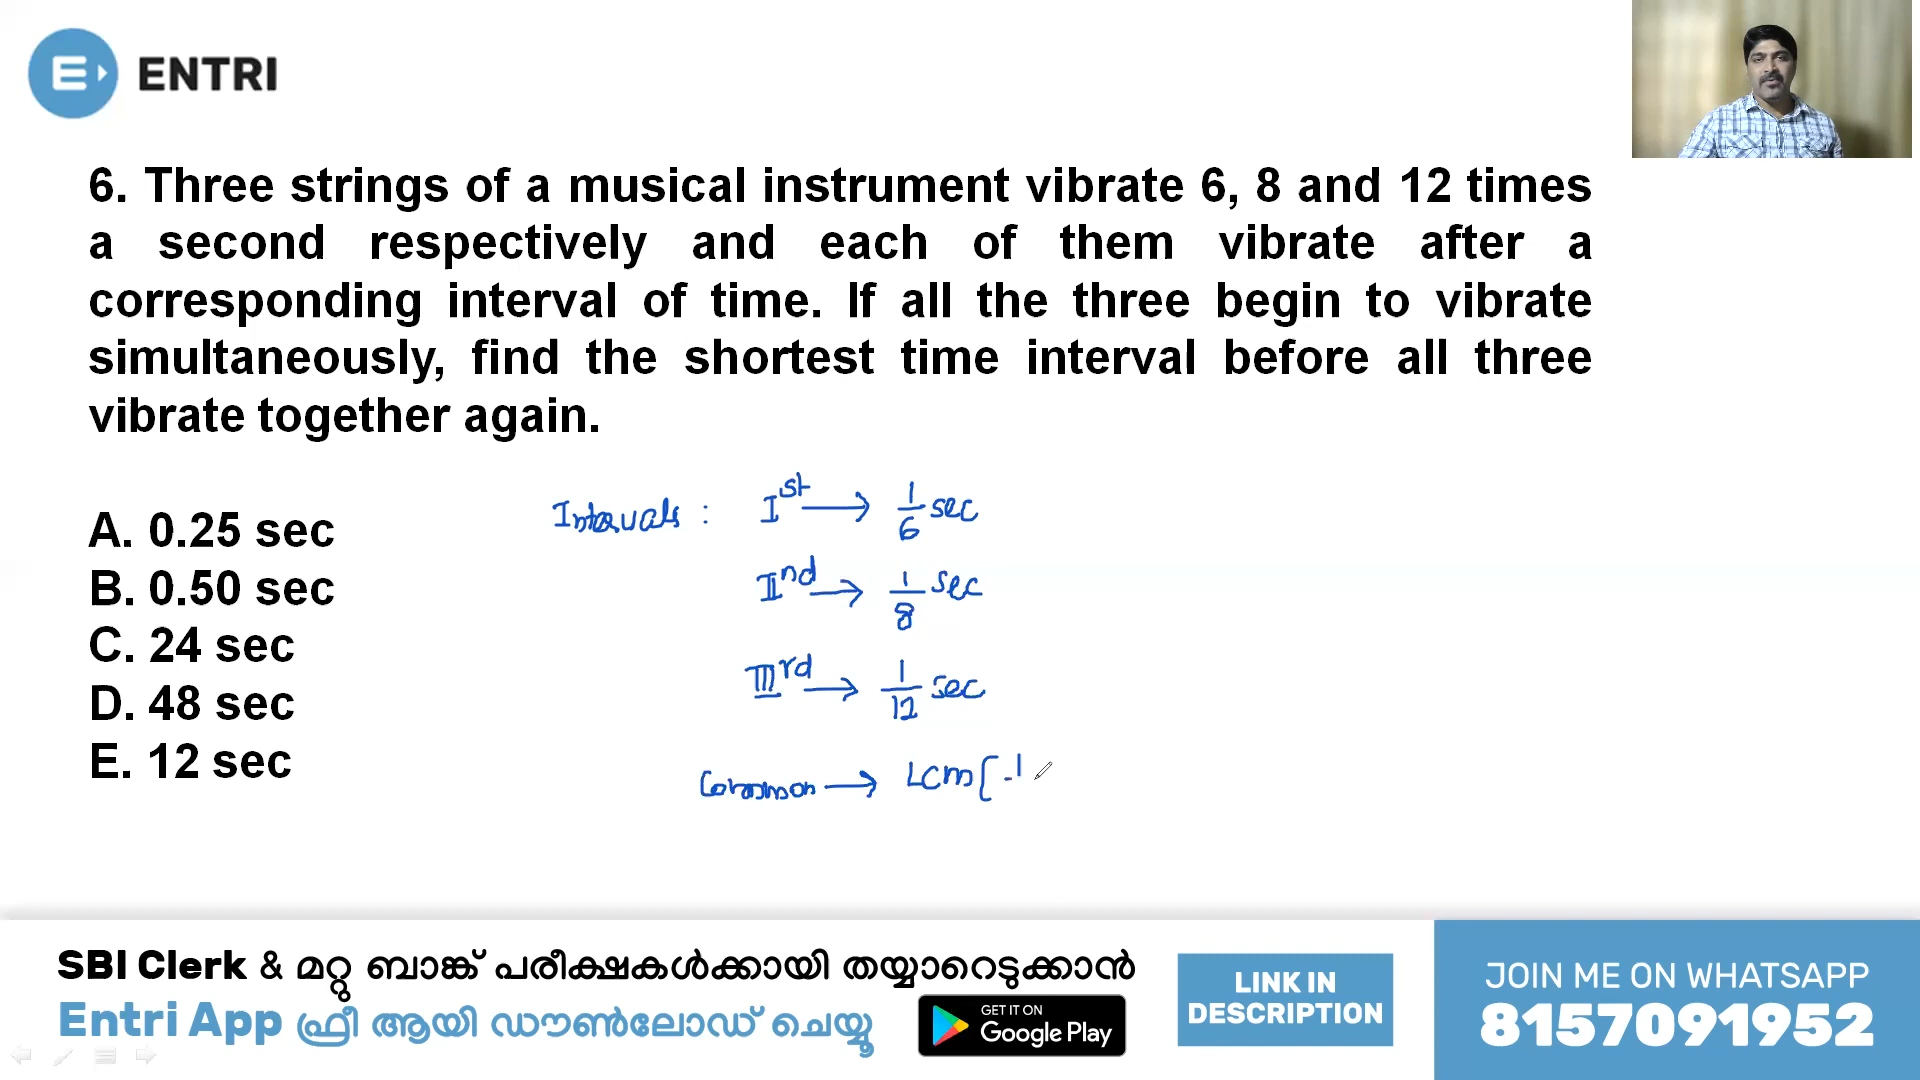 ENTRI
6. Three strings of a musical instrument vibrate 6, 8 and 12 times
a second respectively and each of them vibrate after a
corresponding interval of time. If all the three begin to vibrate
simultaneously, find the shortest time interval before all three
vibrate together again.
A. 0.25 sec
B. 0.50 sec
C. 24 sec
D. 48 sec
E. 12 sec
Intervals : Ist → 1/6 sec
IInd → 1/8 sec
IIIrd → 1/12 sec
Common → LCM [ 1
SBI Clerk & മറ്റു ബാങ്ക് പരീക്ഷകൾക്കായി തയ്യാറെടുക്കാൻ
Entri App ഫ്രീ ആയി ഡൗൺലോഡ് ചെയ്യൂ
GET IT ON
Google Play
LINK IN
DESCRIPTION
JOIN ME ON WHATSAPP
8157091952